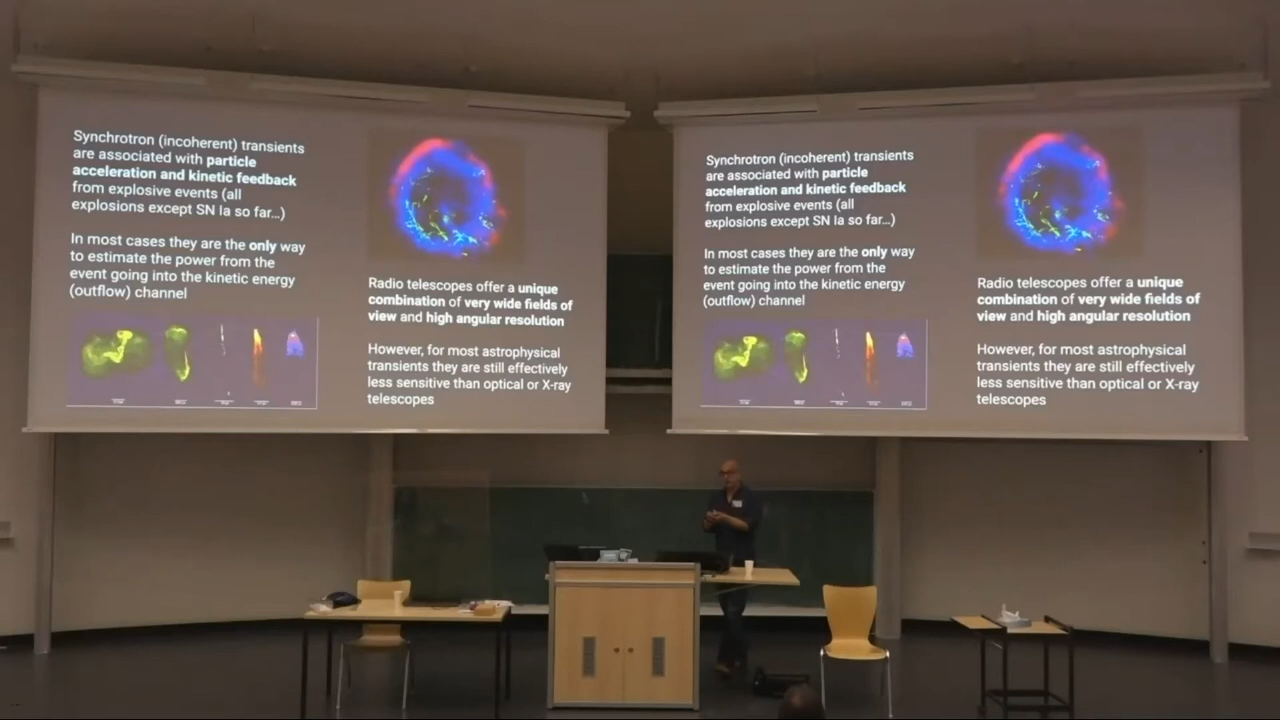 Synchrotron (incoherent) transients
are associated with particle
acceleration and kinetic feedback
from explosive events (all
explosions except SN Ia so far...)
In most cases they are the only way
to estimate the power from the
event going into the kinetic energy
(outflow) channel
Radio telescopes offer a unique
combination of very wide fields of
view and high angular resolution
However, for most astrophysical
transients they are still effectively
less sensitive than optical or X-ray
telescopes
Synchrotron (incoherent) transients
are associated with particle
acceleration and kinetic feedback
from explosive events (all
explosions except SN Ia so far...)
In most cases they are the only way
to estimate the power from the
event going into the kinetic energy
(outflow) channel
Radio telescopes offer a unique
combination of very wide fields of
view and high angular resolution
However, for most astrophysical
transients they are still effectively
less sensitive than optical or X-ray
telescopes